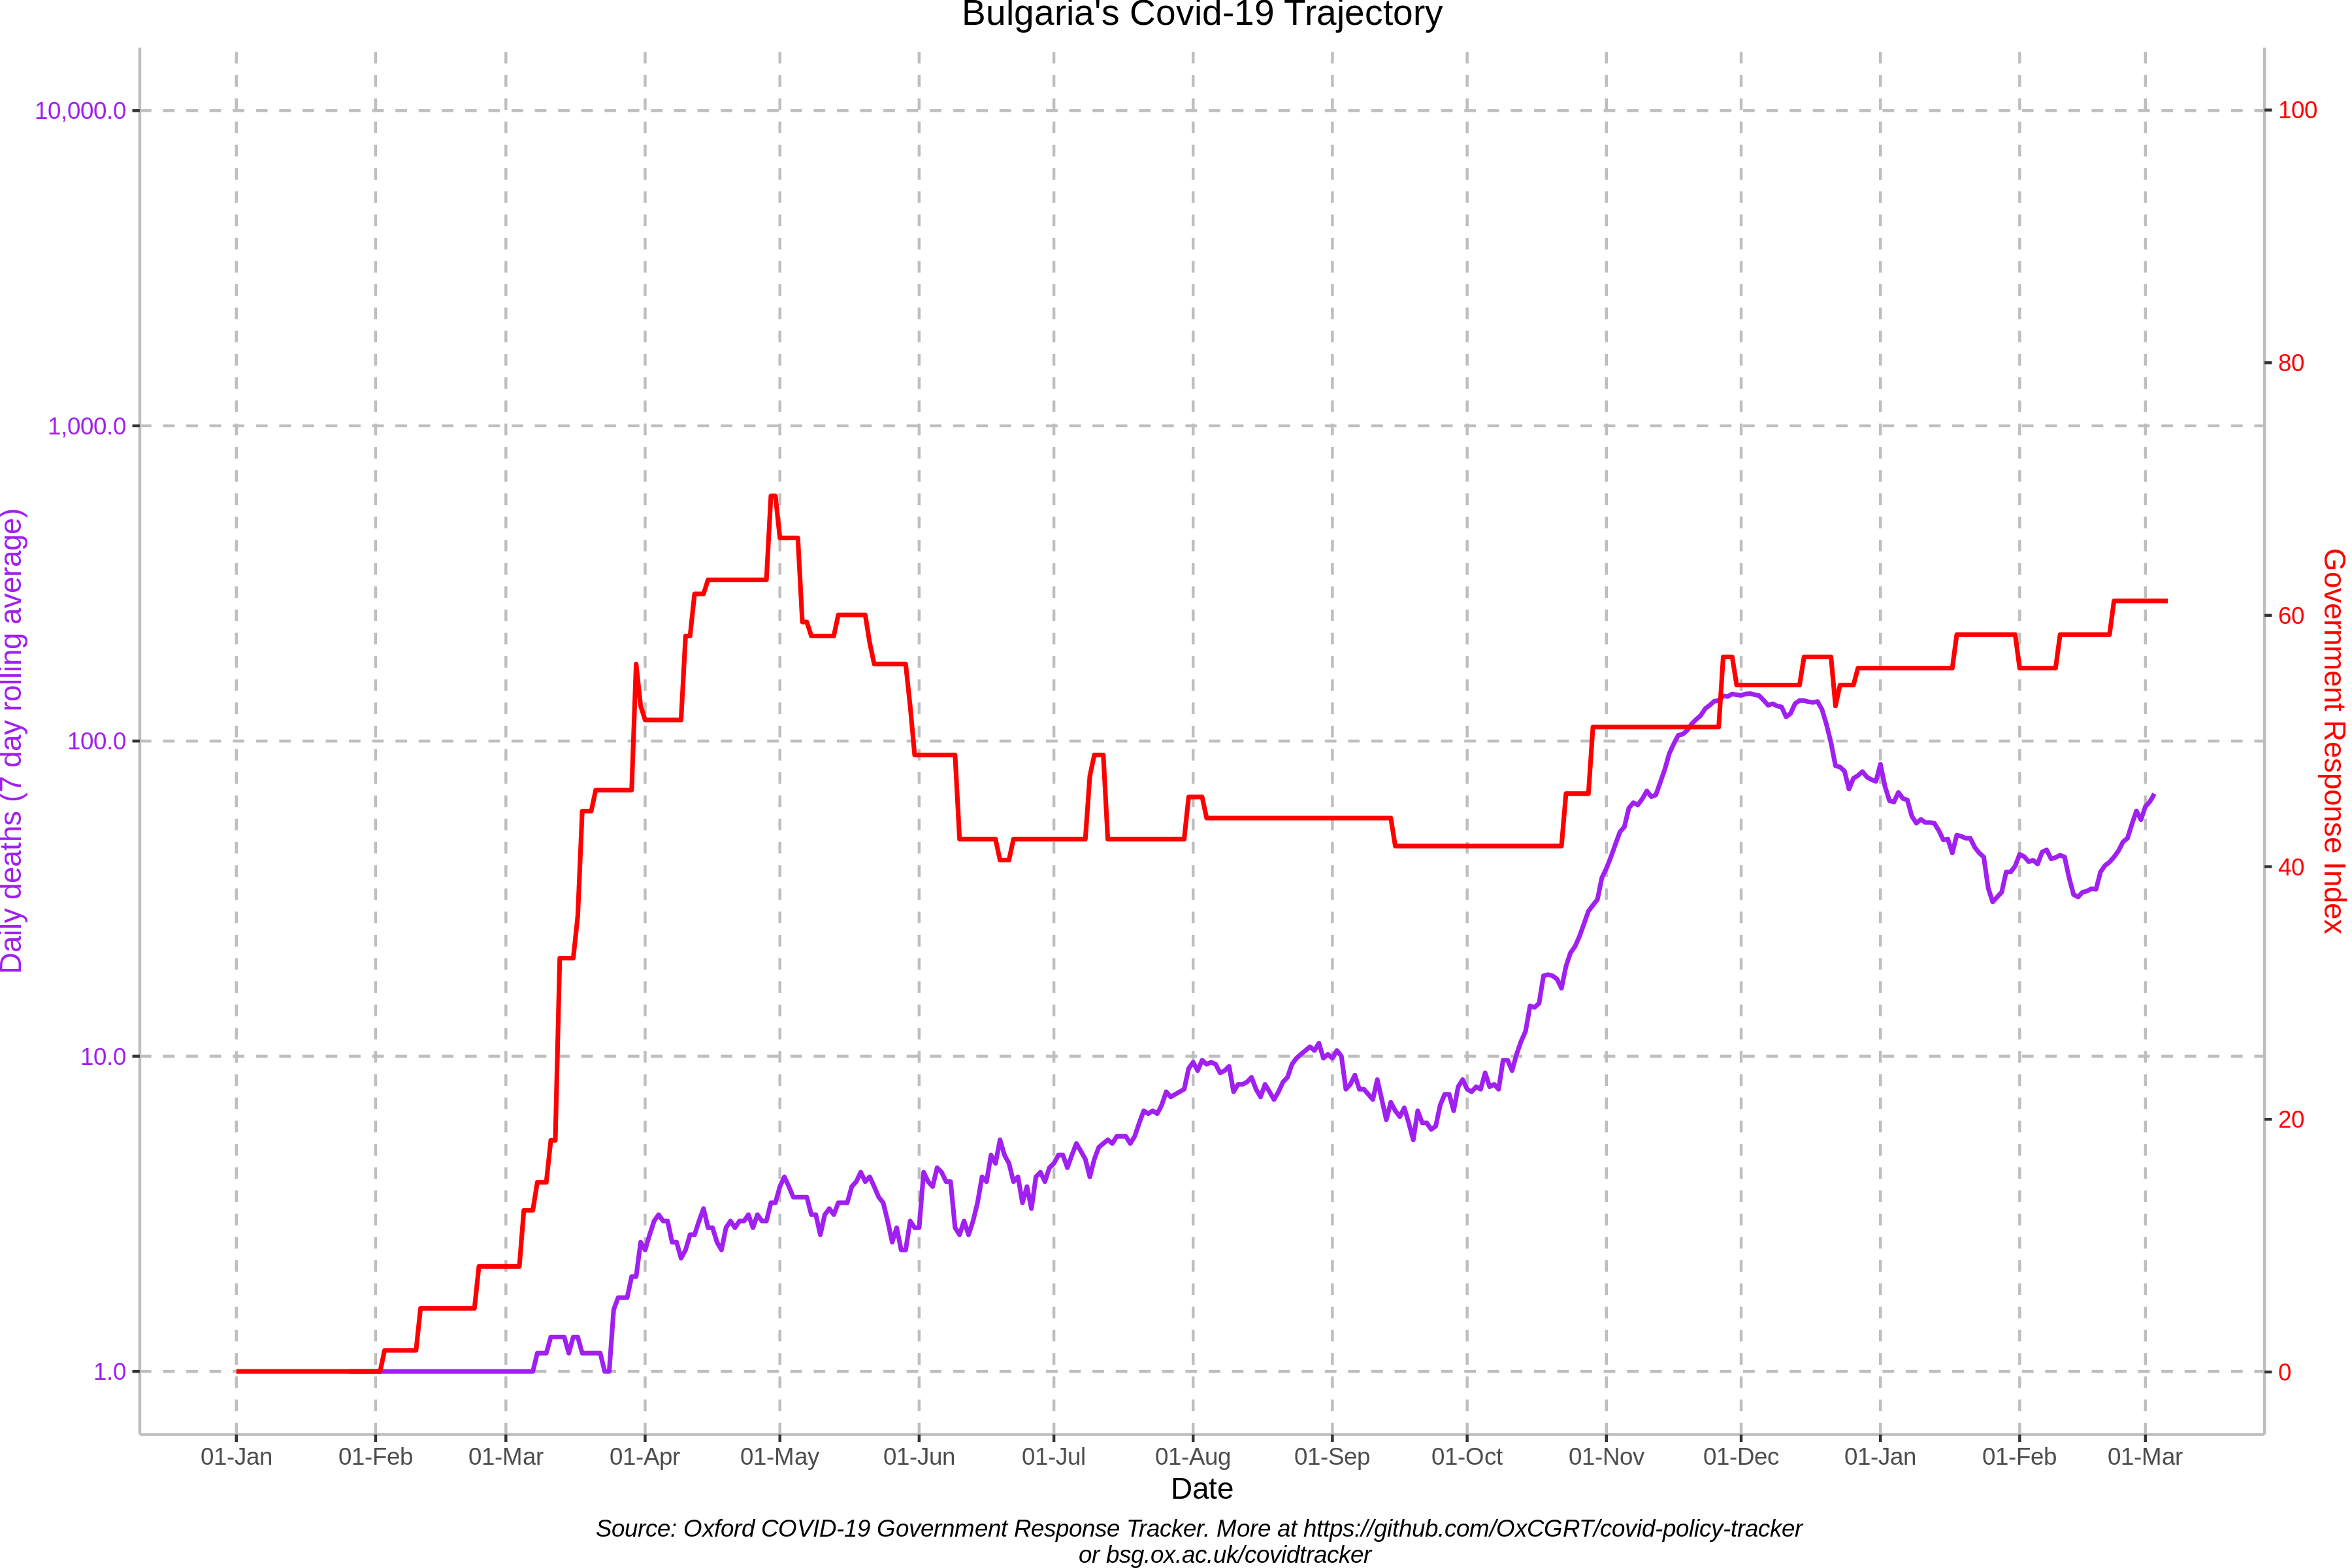 Bulgaria's Covid-19 Trajectory
Daily deaths (7 day rolling average)
10,000.0
1,000.0
100.0
10.0
1.0
100
80
60
40
20
0
Government Response Index
01-Jan 01-Feb 01-Mar 01-Apr 01-May 01-Jun 01-Jul 01-Aug 01-Sep 01-Oct 01-Nov 01-Dec 01-Jan 01-Feb 01-Mar
Date
Source: Oxford COVID-19 Government Response Tracker. More at https://github.com/OxCGRT/covid-policy-tracker
or bsg.ox.ac.uk/covidtracker